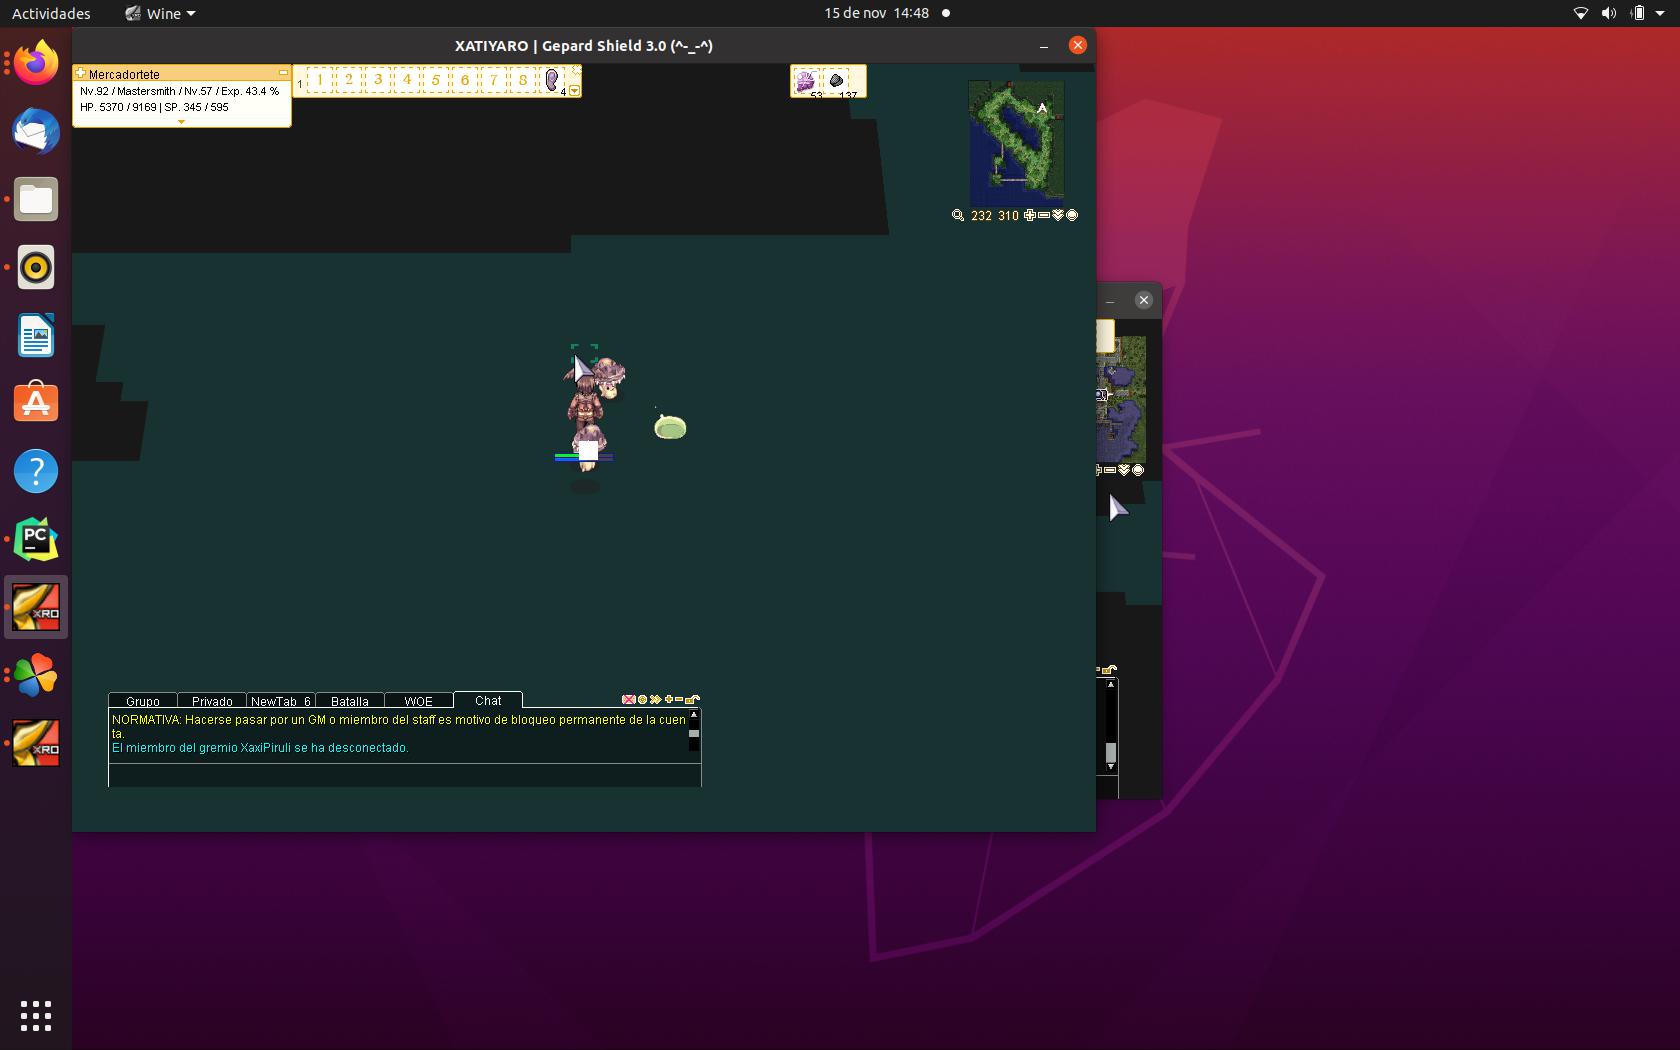 Actividades
Wine
15 de nov 14:48
XATIYARO | Gepard Shield 3.0 (^-_-^)
Mercadortete
Nv.92 / Mastersmith / Nv.57 / Exp. 43.4 %
HP. 5370 / 9169 | SP. 345 / 595
1 1 2 3 4 5 6 7 8 4
53 137
232 310
PC
XRO
XRO
Grupo Privado NewTab_6 Batalla WOE Chat
NORMATIVA: Hacerse pasar por un GM o miembro del staff es motivo de bloqueo permanente de la cuen
ta.
El miembro del gremio XaxiPiruli se ha desconectado.